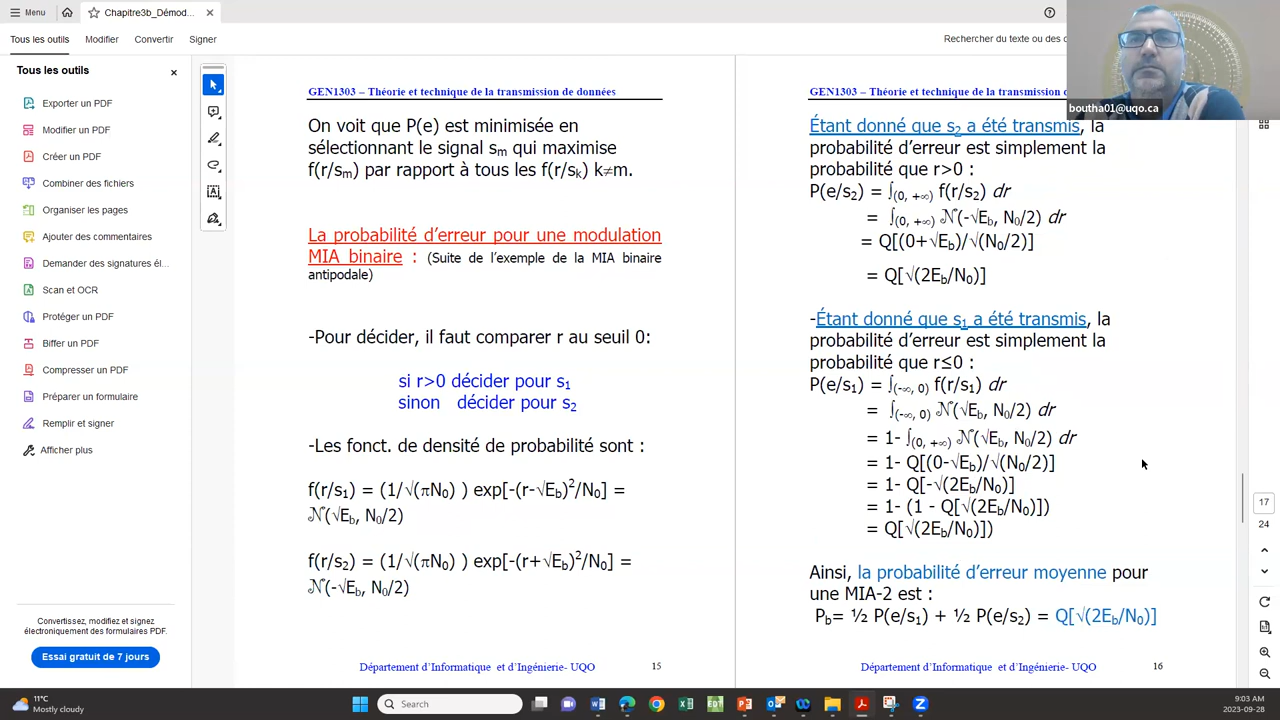 Menu
Chapitre3b_Démod...
Tous les outils
Modifier
Convertir
Signer
Rechercher du texte ou des
boutha01@uqo.ca
Tous les outils
Exporter un PDF
Modifier un PDF
Créer un PDF
Combiner des fichiers
Organiser les pages
Ajouter des commentaires
Demander des signatures él...
Scan et OCR
Protéger un PDF
Biffer un PDF
Compresser un PDF
Préparer un formulaire
Remplir et signer
Afficher plus
Convertissez, modifiez et signez
électroniquement des formulaires PDF.
Essai gratuit de 7 jours
GEN1303 – Théorie et technique de la transmission de données
On voit que P(e) est minimisée en
sélectionnant le signal sm qui maximise
f(r/sm) par rapport à tous les f(r/sk) k≠m.
La probabilité d'erreur pour une modulation
MIA binaire : (Suite de l'exemple de la MIA binaire
antipodale)
-Pour décider, il faut comparer r au seuil 0:
si r>0 décider pour s1
sinon décider pour s2
-Les fonct. de densité de probabilité sont :
f(r/s1) = (1/√(πN0) ) exp[-(r-√Eb)²/N0] =
𝒩(√Eb, N0/2)
f(r/s2) = (1/√(πN0) ) exp[-(r+√Eb)²/N0] =
𝒩(-√Eb, N0/2)
Département d'Informatique et d'Ingénierie- UQO 15
GEN1303 – Théorie et technique de la transmission de d
Étant donné que s2 a été transmis, la
probabilité d'erreur est simplement la
probabilité que r>0 :
P(e/s2) = ∫(0, +∞) f(r/s2) dr
= ∫(0, +∞) 𝒩(-√Eb, N0/2) dr
= Q[(0+√Eb)/√(N0/2)]
= Q[√(2Eb/N0)]
-Étant donné que s1 a été transmis, la
probabilité d'erreur est simplement la
probabilité que r≤0 :
P(e/s1) = ∫(-∞, 0) f(r/s1) dr
= ∫(-∞, 0) 𝒩(√Eb, N0/2) dr
= 1- ∫(0, +∞) 𝒩(√Eb, N0/2) dr
= 1- Q[(0-√Eb)/√(N0/2)]
= 1- Q[-√(2Eb/N0)]
= 1- (1 - Q[√(2Eb/N0)])
= Q[√(2Eb/N0)])
Ainsi, la probabilité d'erreur moyenne pour
une MIA-2 est :
Pb= ½ P(e/s1) + ½ P(e/s2) = Q[√(2Eb/N0)]
Département d'Informatique et d'Ingénierie- UQO 16
17
24
11°C
Mostly cloudy
Search
9:03 AM
2023-09-28